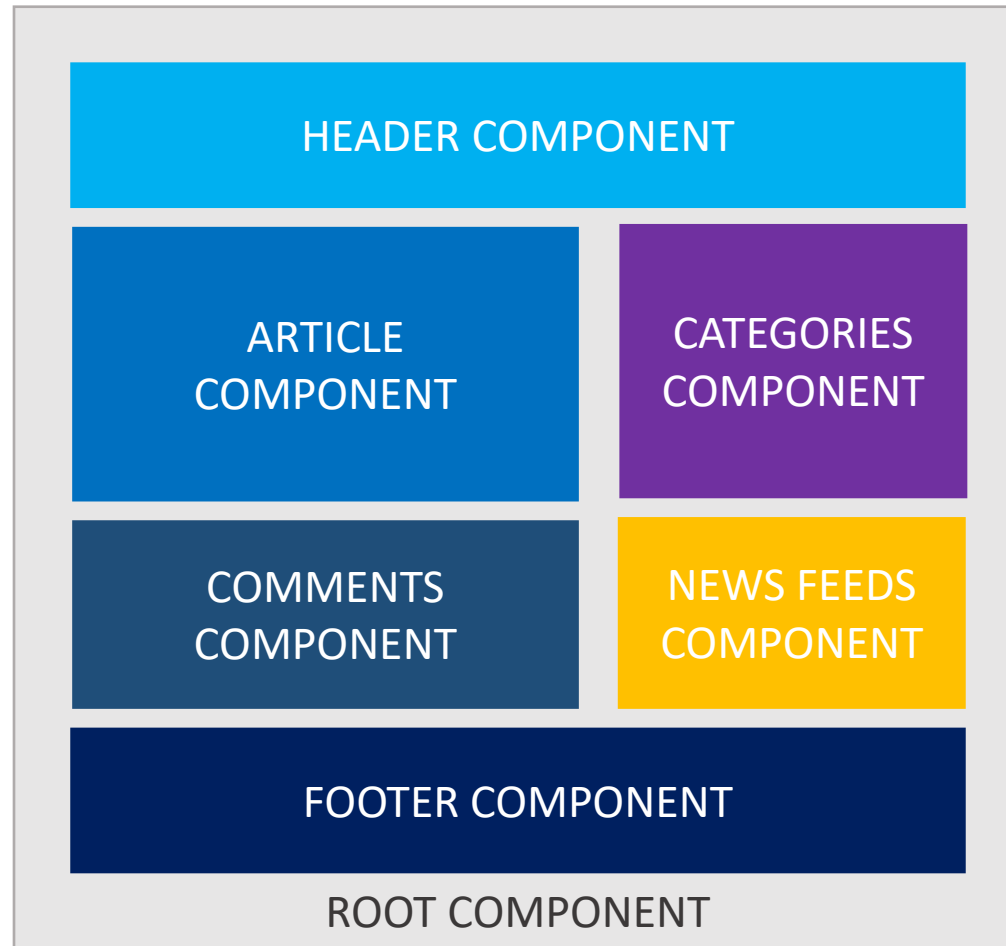 HEADER COMPONENT
ARTICLE
COMPONENT
CATEGORIES
COMPONENT
COMMENTS
COMPONENT
NEWS FEEDS
COMPONENT
FOOTER COMPONENT
ROOT COMPONENT